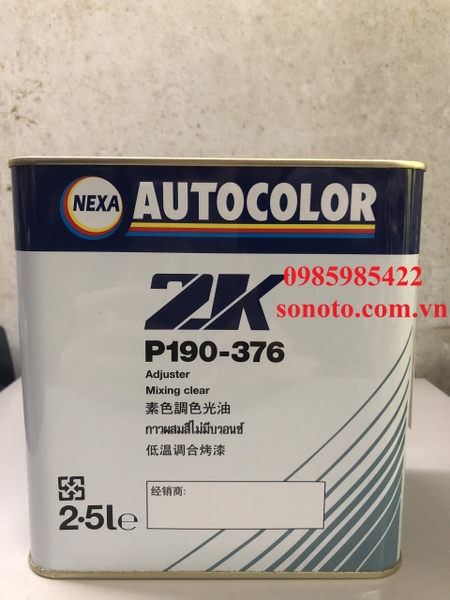 NEXA
AUTOCOLOR
2K
0985985422
sonoto.com.vn
P190-376
Adjuster
Mixing clear
素色調色光油
กาวผสมสีไม่มีบรอนซ์
低温调合烤漆
经销商:
2·5l e